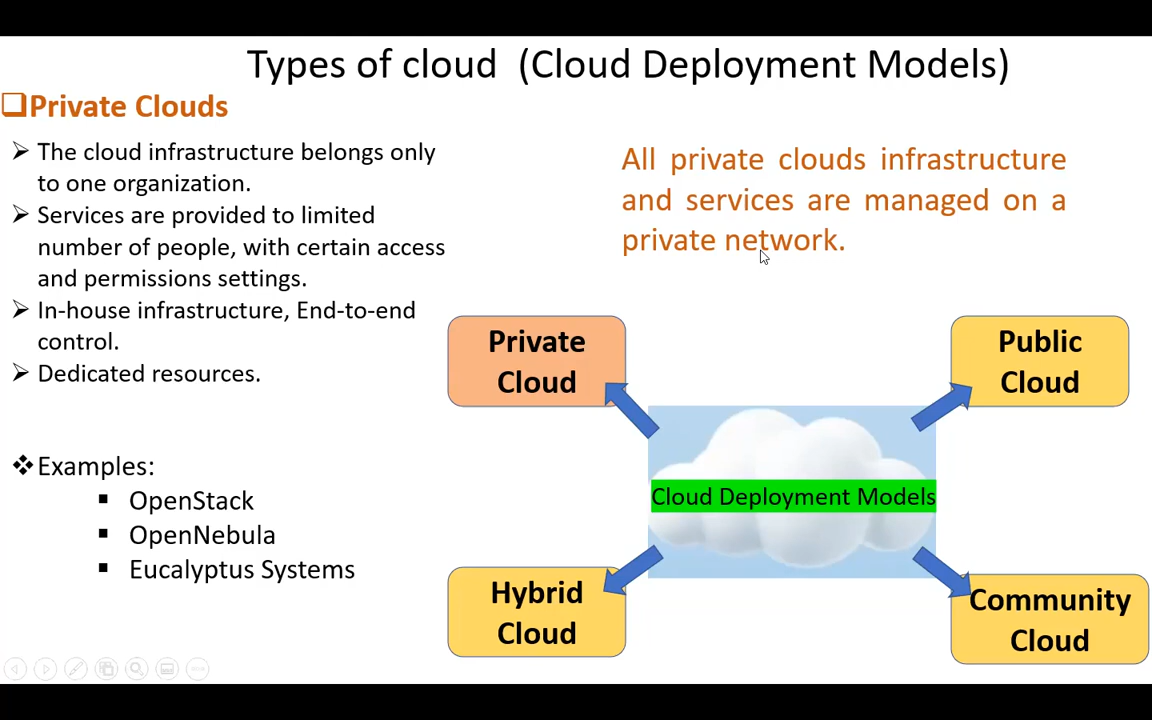 Types of cloud (Cloud Deployment Models)
❑Private Clouds
➢ The cloud infrastructure belongs only
to one organization.
➢ Services are provided to limited
number of people, with certain access
and permissions settings.
➢ In-house infrastructure, End-to-end
control.
➢ Dedicated resources.
❖Examples:
▪ OpenStack
▪ OpenNebula
▪ Eucalyptus Systems
All private clouds infrastructure
and services are managed on a
private network.
Private
Cloud
Public
Cloud
Cloud Deployment Models
Hybrid
Cloud
Community
Cloud